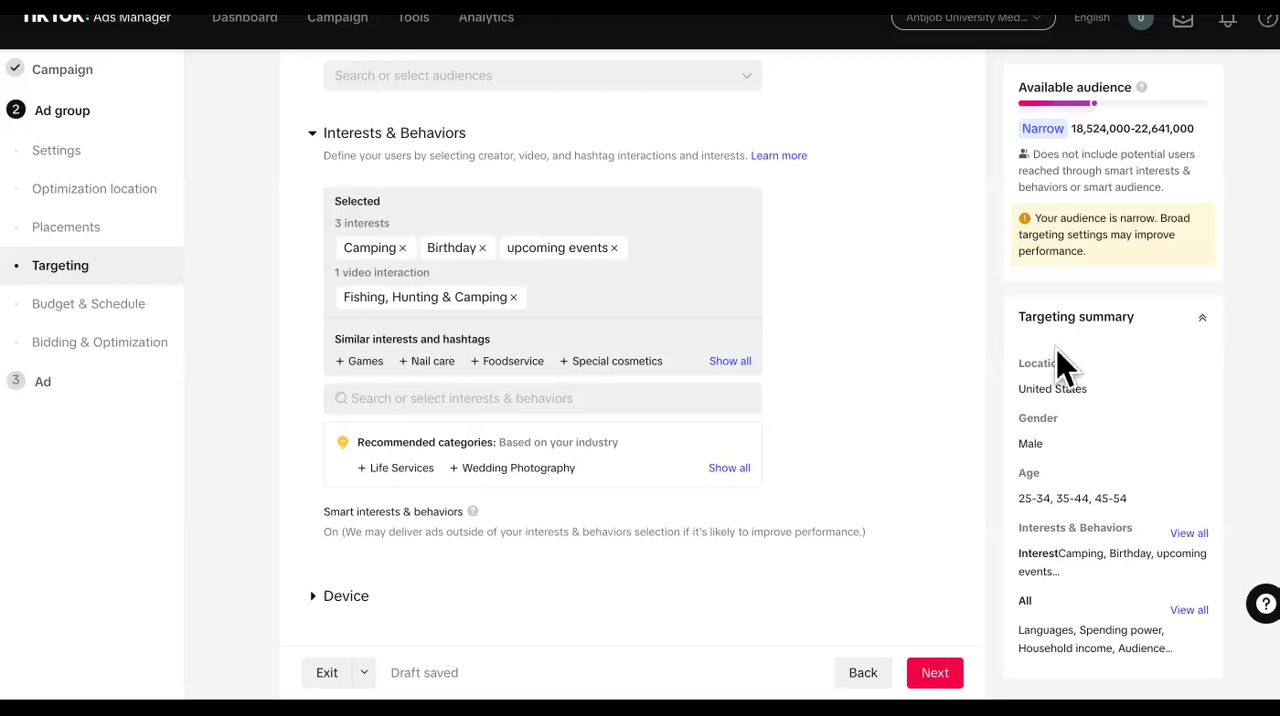 TikTok: Ads Manager
Dashboard
Campaign
Tools
Analytics
Antijob University Med...
English
U
Campaign
2 Ad group
Settings
Optimization location
Placements
Targeting
Budget & Schedule
Bidding & Optimization
3 Ad
Search or select audiences
Interests & Behaviors
Define your users by selecting creator, video, and hashtag interactions and interests. Learn more
Selected
3 interests
Camping × Birthday × upcoming events ×
1 video interaction
Fishing, Hunting & Camping ×
Similar interests and hashtags
+ Games + Nail care + Foodservice + Special cosmetics Show all
Search or select interests & behaviors
Recommended categories: Based on your industry
+ Life Services + Wedding Photography Show all
Smart interests & behaviors ?
On (We may deliver ads outside of your interests & behaviors selection if it's likely to improve performance.)
Device
Exit
Draft saved
Back
Next
Available audience ?
Narrow 18,524,000-22,641,000
Does not include potential users
reached through smart interests &
behaviors or smart audience.
Your audience is narrow. Broad
targeting settings may improve
performance.
Targeting summary
United States
Gender
Male
Age
25-34, 35-44, 45-54
Interests & Behaviors
View all
InterestCamping, Birthday, upcoming
events...
All
View all
Languages, Spending power,
Household income, Audience...
?